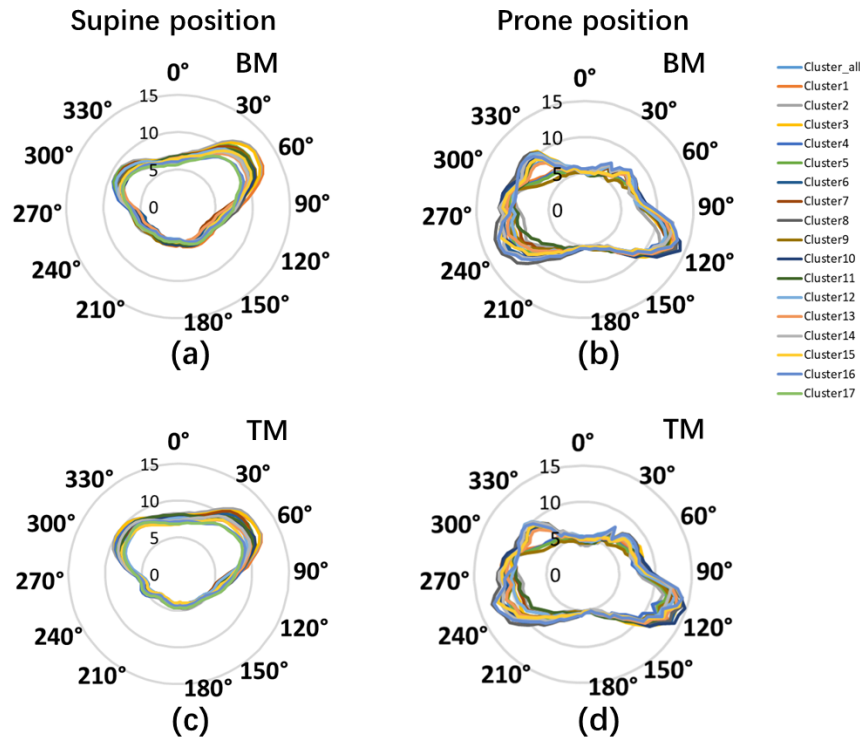 Supine position
Prone position
BM
0°
30°
60°
90°
120°
150°
180°
210°
240°
270°
300°
330°
15
10
5
0
(a)
BM
0°
30°
60°
90°
120°
150°
180°
210°
240°
270°
300°
330°
15
10
5
0
(b)
Cluster_all
Cluster1
Cluster2
Cluster3
Cluster4
Cluster5
Cluster6
Cluster7
Cluster8
Cluster9
Cluster10
Cluster11
Cluster12
Cluster13
Cluster14
Cluster15
Cluster16
Cluster17
TM
0°
30°
60°
90°
120°
150°
180°
210°
240°
270°
300°
330°
15
10
5
0
(c)
TM
0°
30°
60°
90°
120°
150°
180°
210°
240°
270°
300°
330°
15
10
5
0
(d)